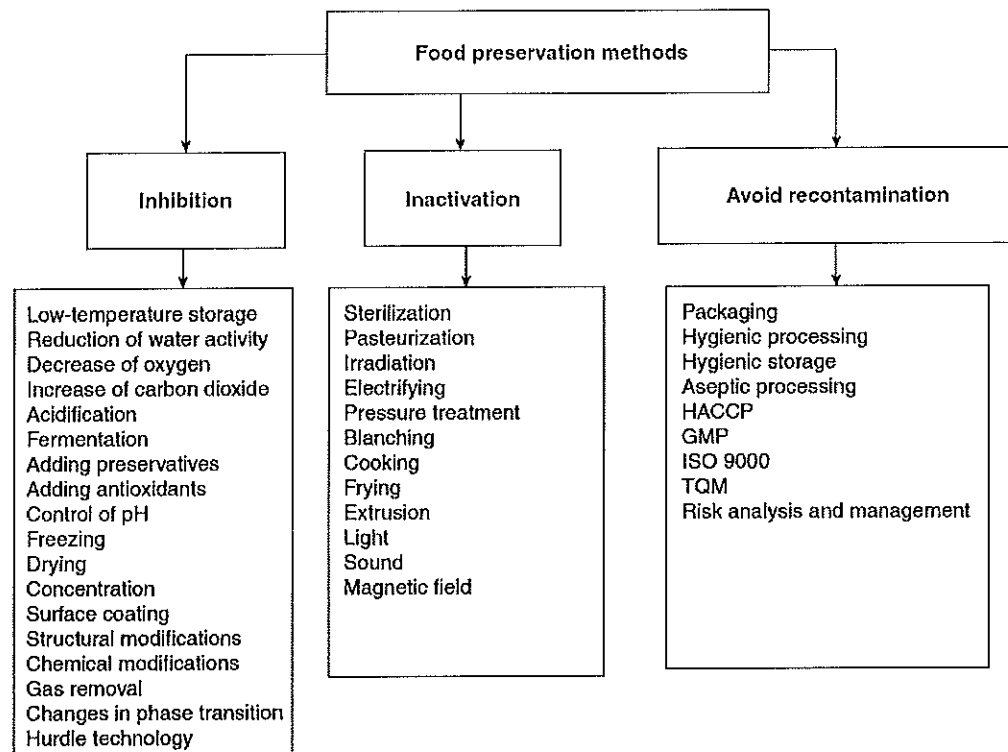 Food preservation methods
Inhibition
Inactivation
Avoid recontamination
Low-temperature storage
Reduction of water activity
Decrease of oxygen
Increase of carbon dioxide
Acidification
Fermentation
Adding preservatives
Adding antioxidants
Control of pH
Freezing
Drying
Concentration
Surface coating
Structural modifications
Chemical modifications
Gas removal
Changes in phase transition
Hurdle technology
Sterilization
Pasteurization
Irradiation
Electrifying
Pressure treatment
Blanching
Cooking
Frying
Extrusion
Light
Sound
Magnetic field
Packaging
Hygienic processing
Hygienic storage
Aseptic processing
HACCP
GMP
ISO 9000
TQM
Risk analysis and management